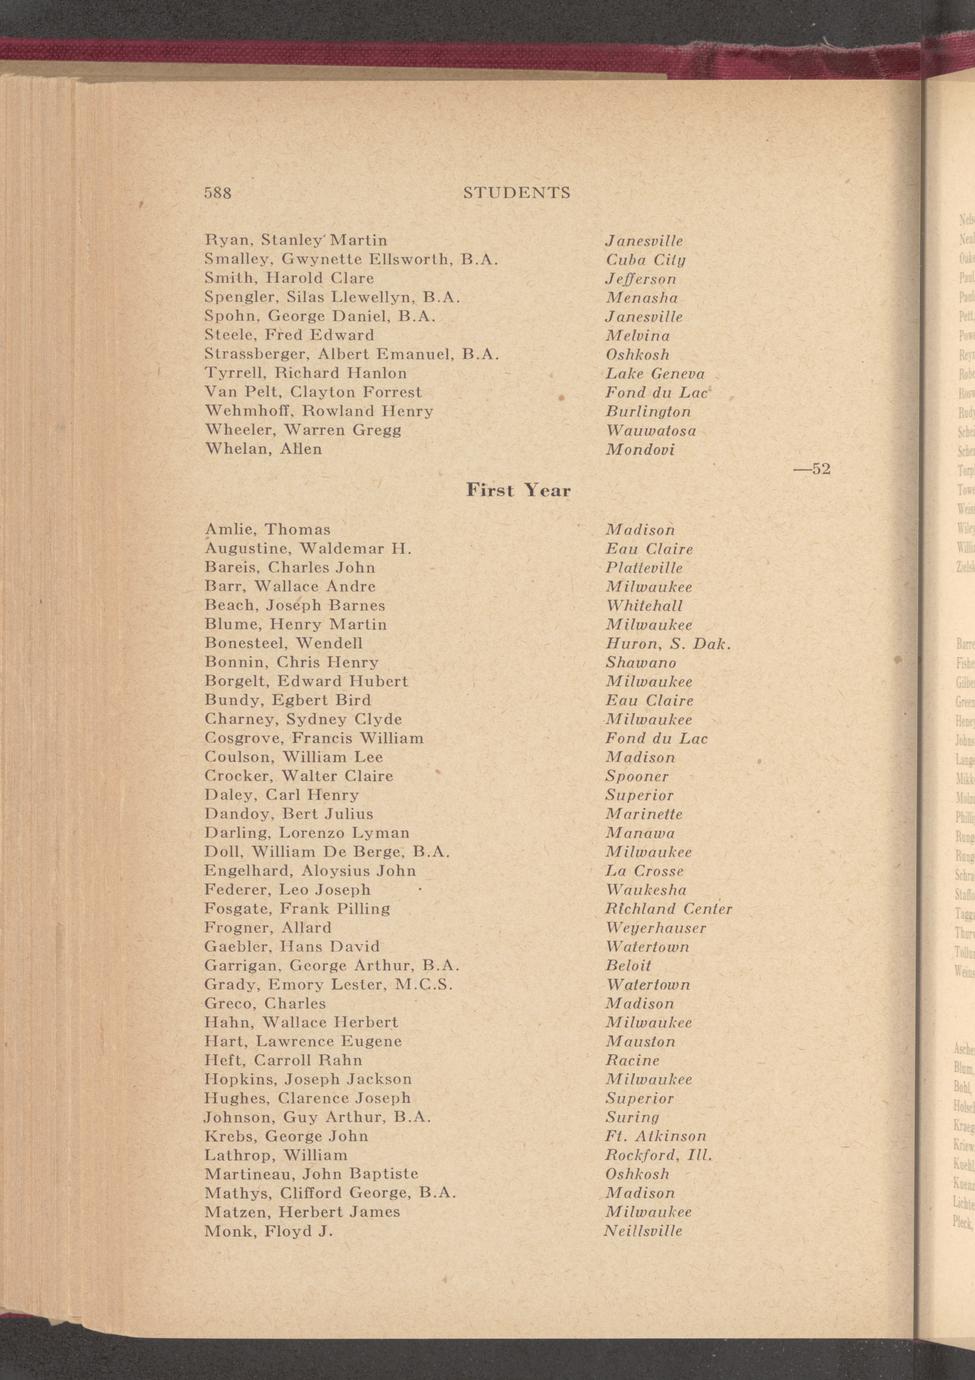 588 STUDENTS
Ryan, Stanley Martin Janesville
Smalley, Gwynette Ellsworth, B.A. Cuba City
Smith, Harold Clare Jefferson
Spengler, Silas Llewellyn, B.A. Menasha
Spohn, George Daniel, B.A. Janesville
Steele, Fred Edward Melvina
Strassberger, Albert Emanuel, B.A. Oshkosh
Tyrrell, Richard Hanlon Lake Geneva
Van Pelt, Clayton Forrest Fond du Lac
Wehmhoff, Rowland Henry Burlington
Wheeler, Warren Gregg Wauwatosa
Whelan, Allen Mondovi
—52
First Year
Amlie, Thomas Madison
Augustine, Waldemar H. Eau Claire
Bareis, Charles John Platteville
Barr, Wallace Andre Milwaukee
Beach, Joseph Barnes Whitehall
Blume, Henry Martin Milwaukee
Bonesteel, Wendell Huron, S. Dak.
Bonnin, Chris Henry Shawano
Borgelt, Edward Hubert Milwaukee
Bundy, Egbert Bird Eau Claire
Charney, Sydney Clyde Milwaukee
Cosgrove, Francis William Fond du Lac
Coulson, William Lee Madison
Crocker, Walter Claire Spooner
Daley, Carl Henry Superior
Dandoy, Bert Julius Marinette
Darling, Lorenzo Lyman Manawa
Doll, William De Berge, B.A. Milwaukee
Engelhard, Aloysius John La Crosse
Federer, Leo Joseph Waukesha
Fosgate, Frank Pilling Richland Center
Frogner, Allard Weyerhauser
Gaebler, Hans David Watertown
Garrigan, George Arthur, B.A. Beloit
Grady, Emory Lester, M.C.S. Watertown
Greco, Charles Madison
Hahn, Wallace Herbert Milwaukee
Hart, Lawrence Eugene Mauston
Heft, Carroll Rahn Racine
Hopkins, Joseph Jackson Milwaukee
Hughes, Clarence Joseph Superior
Johnson, Guy Arthur, B.A. Suring
Krebs, George John Ft. Atkinson
Lathrop, William Rockford, Ill.
Martineau, John Baptiste Oshkosh
Mathys, Clifford George, B.A. Madison
Matzen, Herbert James Milwaukee
Monk, Floyd J. Neillsville